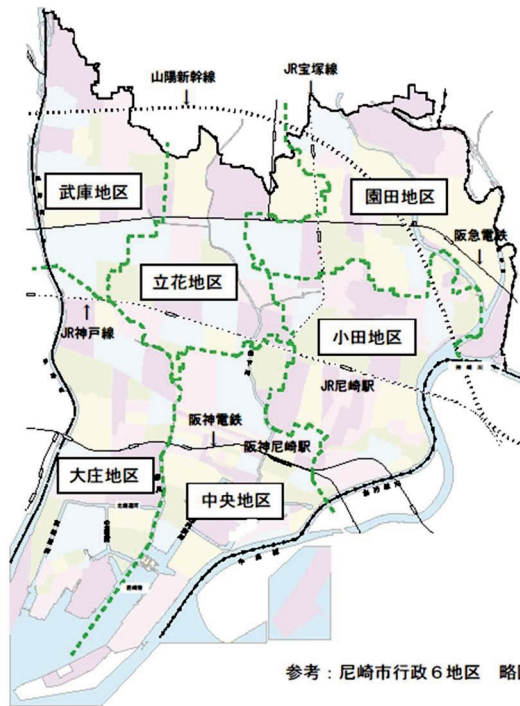 山陽新幹線
JR宝塚線
武庫地区
園田地区
阪急電鉄
立花地区
小田地区
JR神戸線
JR尼崎駅
阪神電鉄
阪神尼崎駅
大庄地区
中央地区
参考：尼崎市行政６地区　略